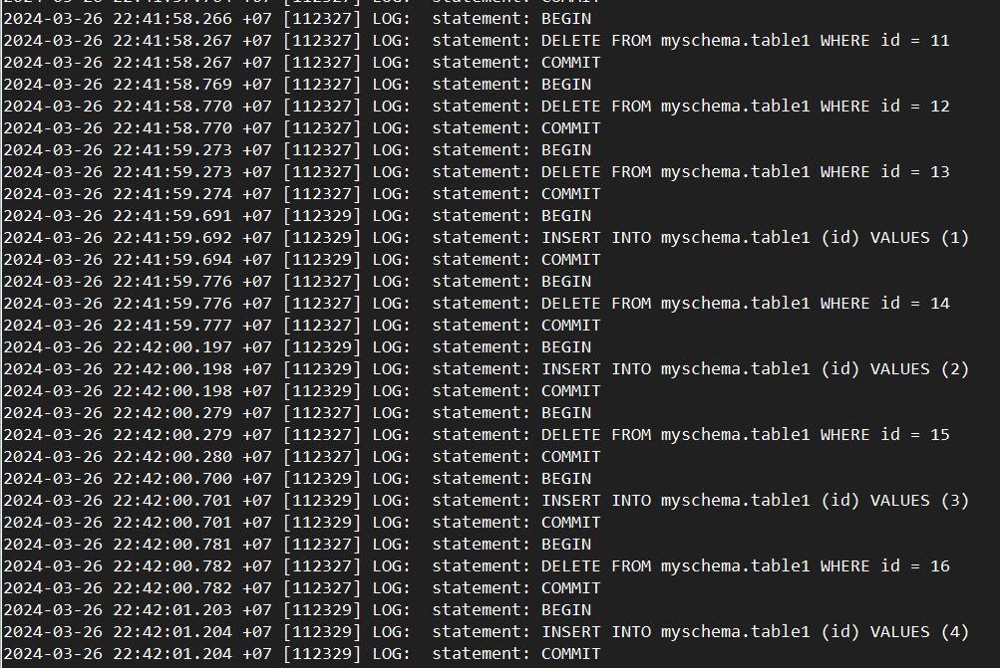 2024-03-26 22:41:58.266 +07 [112327] LOG:  statement: BEGIN
2024-03-26 22:41:58.267 +07 [112327] LOG:  statement: DELETE FROM myschema.table1 WHERE id = 11
2024-03-26 22:41:58.267 +07 [112327] LOG:  statement: COMMIT
2024-03-26 22:41:58.769 +07 [112327] LOG:  statement: BEGIN
2024-03-26 22:41:58.770 +07 [112327] LOG:  statement: DELETE FROM myschema.table1 WHERE id = 12
2024-03-26 22:41:58.770 +07 [112327] LOG:  statement: COMMIT
2024-03-26 22:41:59.273 +07 [112327] LOG:  statement: BEGIN
2024-03-26 22:41:59.273 +07 [112327] LOG:  statement: DELETE FROM myschema.table1 WHERE id = 13
2024-03-26 22:41:59.274 +07 [112327] LOG:  statement: COMMIT
2024-03-26 22:41:59.691 +07 [112329] LOG:  statement: BEGIN
2024-03-26 22:41:59.692 +07 [112329] LOG:  statement: INSERT INTO myschema.table1 (id) VALUES (1)
2024-03-26 22:41:59.694 +07 [112329] LOG:  statement: COMMIT
2024-03-26 22:41:59.776 +07 [112327] LOG:  statement: BEGIN
2024-03-26 22:41:59.776 +07 [112327] LOG:  statement: DELETE FROM myschema.table1 WHERE id = 14
2024-03-26 22:41:59.777 +07 [112327] LOG:  statement: COMMIT
2024-03-26 22:42:00.197 +07 [112329] LOG:  statement: BEGIN
2024-03-26 22:42:00.198 +07 [112329] LOG:  statement: INSERT INTO myschema.table1 (id) VALUES (2)
2024-03-26 22:42:00.198 +07 [112329] LOG:  statement: COMMIT
2024-03-26 22:42:00.279 +07 [112327] LOG:  statement: BEGIN
2024-03-26 22:42:00.279 +07 [112327] LOG:  statement: DELETE FROM myschema.table1 WHERE id = 15
2024-03-26 22:42:00.280 +07 [112327] LOG:  statement: COMMIT
2024-03-26 22:42:00.700 +07 [112329] LOG:  statement: BEGIN
2024-03-26 22:42:00.701 +07 [112329] LOG:  statement: INSERT INTO myschema.table1 (id) VALUES (3)
2024-03-26 22:42:00.701 +07 [112329] LOG:  statement: COMMIT
2024-03-26 22:42:00.781 +07 [112327] LOG:  statement: BEGIN
2024-03-26 22:42:00.782 +07 [112327] LOG:  statement: DELETE FROM myschema.table1 WHERE id = 16
2024-03-26 22:42:00.782 +07 [112327] LOG:  statement: COMMIT
2024-03-26 22:42:01.203 +07 [112329] LOG:  statement: BEGIN
2024-03-26 22:42:01.204 +07 [112329] LOG:  statement: INSERT INTO myschema.table1 (id) VALUES (4)
2024-03-26 22:42:01.204 +07 [112329] LOG:  statement: COMMIT